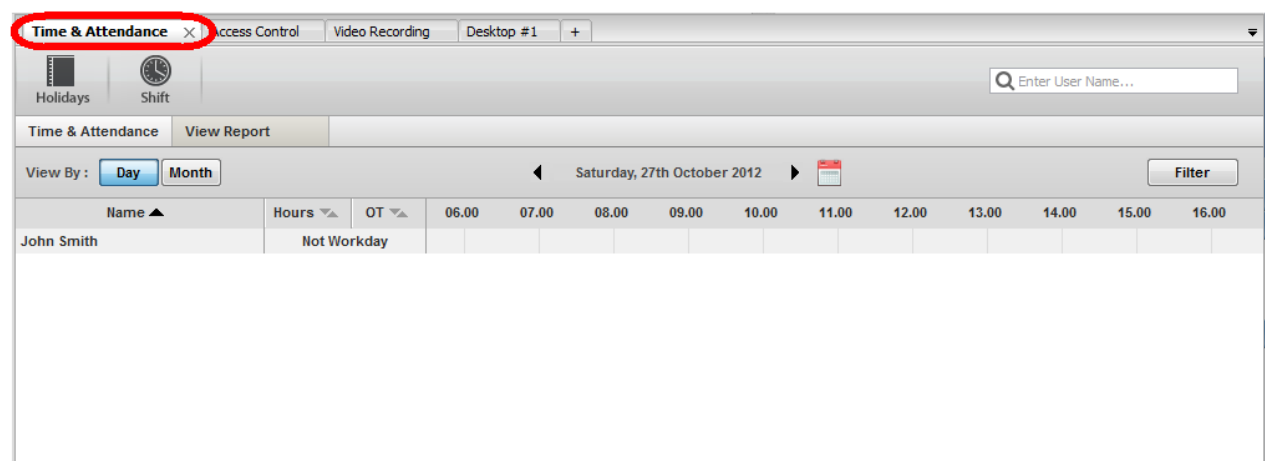 Time & Attendance Access Control Video Recording Desktop #1 +
Holidays Shift Enter User Name...
Time & Attendance View Report
View By : Day Month Saturday, 27th October 2012 Filter
Name Hours OT 06.00 07.00 08.00 09.00 10.00 11.00 12.00 13.00 14.00 15.00 16.00
John Smith Not Workday